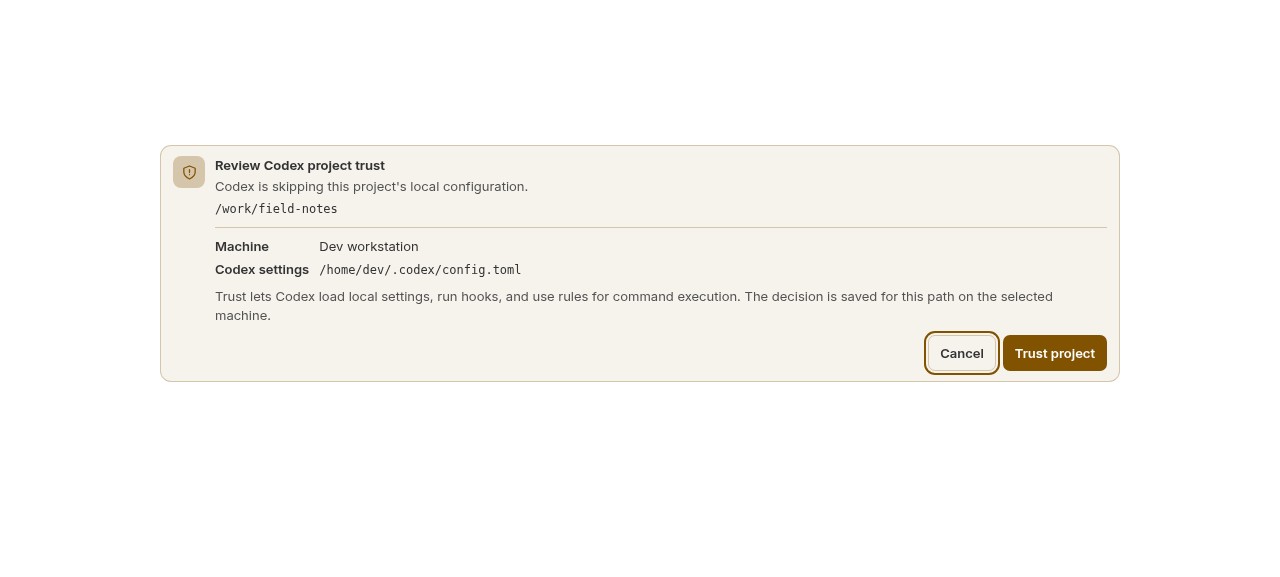 Review Codex project trust
Codex is skipping this project's local configuration.
/work/field-notes
Machine Dev workstation
Codex settings /home/dev/.codex/config.toml
Trust lets Codex load local settings, run hooks, and use rules for command execution. The decision is saved for this path on the selected
machine.
Cancel Trust project